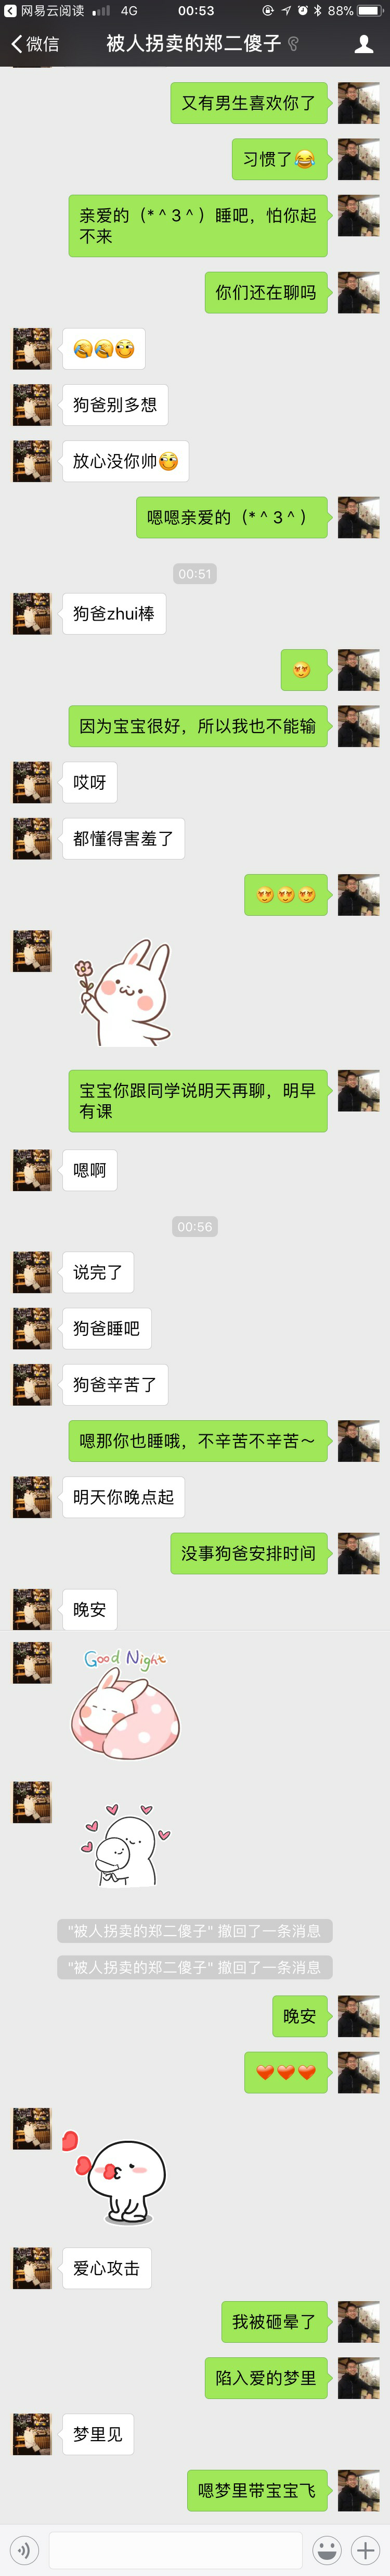 网易云阅读 4G 00:53 88%
微信 被人拐卖的郑二傻子
又有男生喜欢你了
习惯了😂
亲爱的（*＾3＾）睡吧，怕你起
不来
你们还在聊吗
狗爸别多想
放心没你帅
嗯嗯亲爱的（*＾3＾）
00:51
狗爸zhui棒
因为宝宝很好，所以我也不能输
哎呀
都懂得害羞了
宝宝你跟同学说明天再聊，明早
有课
嗯啊
00:56
说完了
狗爸睡吧
狗爸辛苦了
嗯那你也睡哦，不辛苦不辛苦～
明天你晚点起
没事狗爸安排时间
晚安
Good Night
"被人拐卖的郑二傻子" 撤回了一条消息
"被人拐卖的郑二傻子" 撤回了一条消息
晚安
爱心攻击
我被砸晕了
陷入爱的梦里
梦里见
嗯梦里带宝宝飞